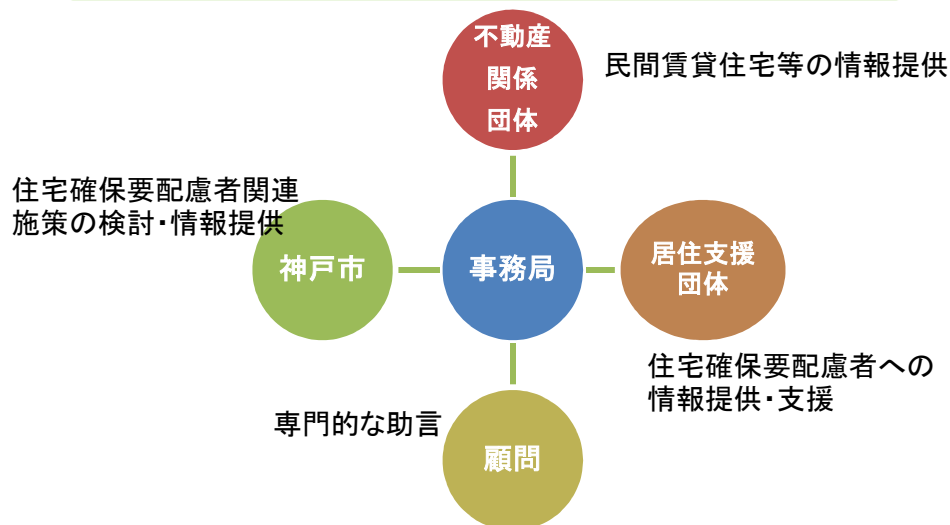 不動産
関係
団体
民間賃貸住宅等の情報提供
住宅確保要配慮者関連
施策の検討・情報提供
神戸市
事務局
居住支援
団体
住宅確保要配慮者への
情報提供・支援
専門的な助言
顧問